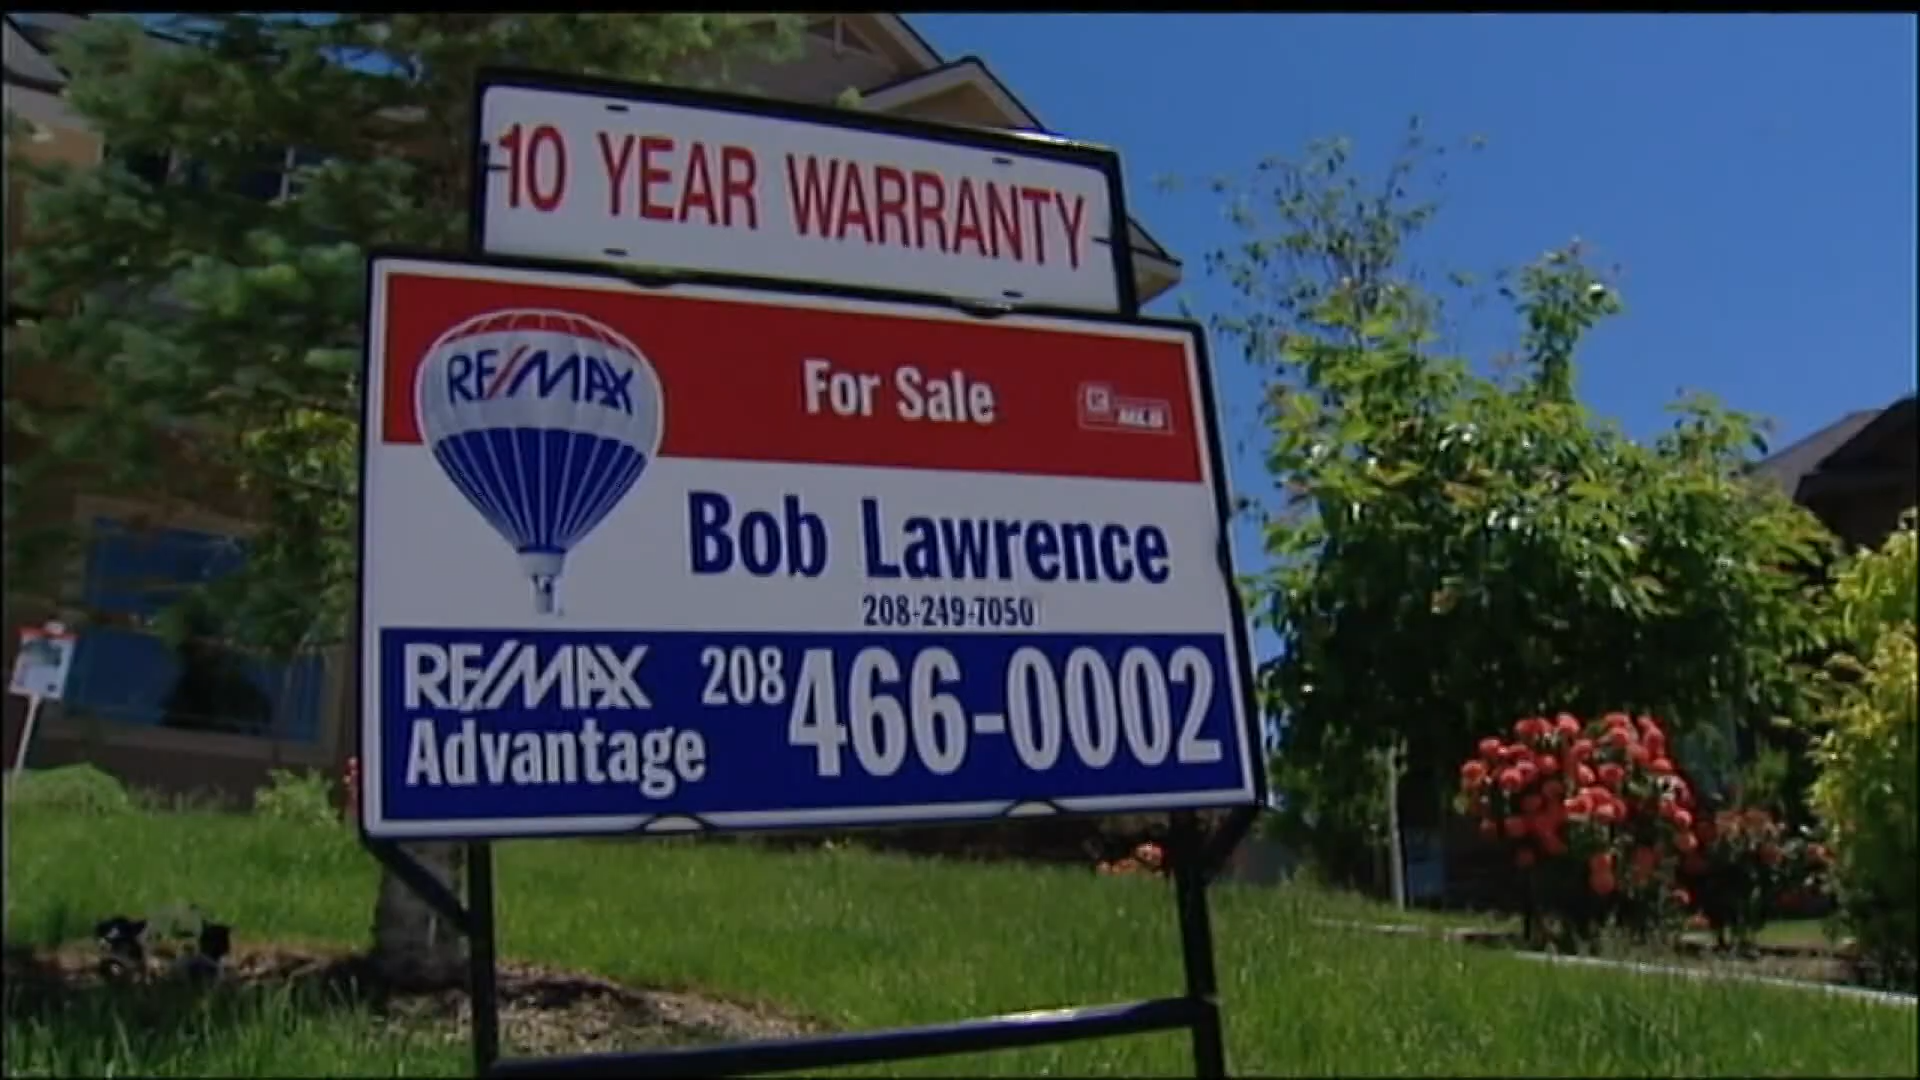 10 YEAR WARRANTY
RE/MAX
For Sale
R MLS
Bob Lawrence
208-249-7050
RE/MAX 208 466-0002
Advantage